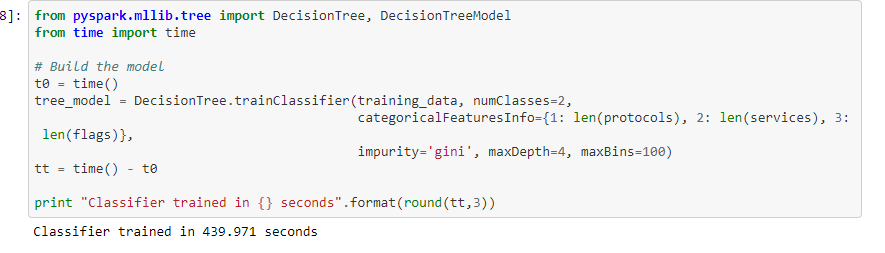 8]: from pyspark.mllib.tree import DecisionTree, DecisionTreeModel
from time import time
# Build the model
t0 = time()
tree_model = DecisionTree.trainClassifier(training_data, numClasses=2,
categoricalFeaturesInfo={1: len(protocols), 2: len(services), 3:
len(flags)},
impurity='gini', maxDepth=4, maxBins=100)
tt = time() - t0
print "Classifier trained in {} seconds".format(round(tt,3))
Classifier trained in 439.971 seconds